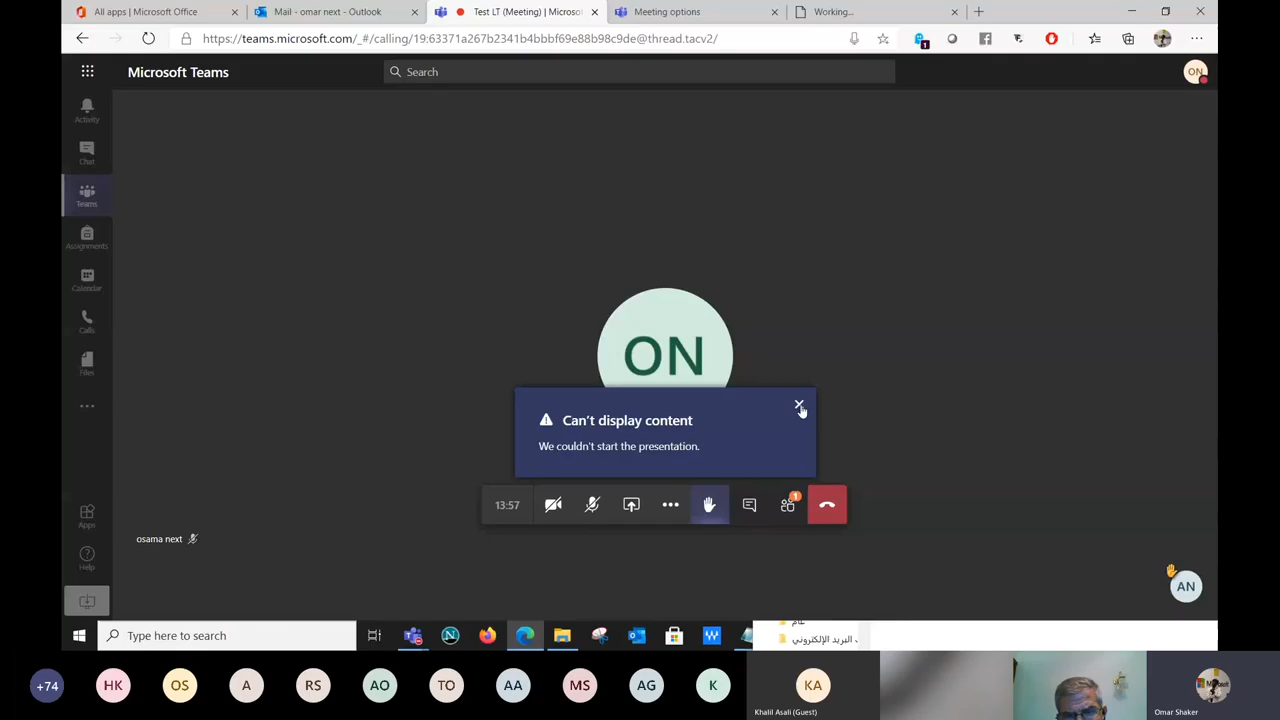 All apps | Microsoft Office
Mail - omar next - Outlook
Test LT (Meeting) | Microso
Meeting options
Working...
https://teams.microsoft.com/_#/calling/19:63371a267b2341b4bbbf69e88b98c9de@thread.tacv2/
1
Microsoft Teams
Search
ON
Activity
Chat
Teams
Assignments
Calendar
Calls
Files
Apps
Help
ON
Can't display content
We couldn't start the presentation.
13:57
1
osama next
AN
Type here to search
عام
البريد الإلكتروني
+74
HK
OS
A
RS
AO
TO
AA
MS
AG
K
KA
Khalil Asali (Guest)
Omar Shaker